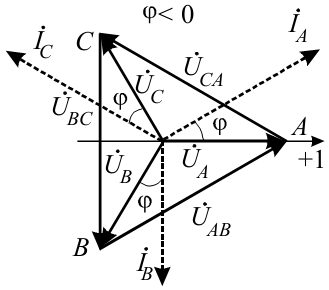 φ< 0
İ_A
İ_C
C
U̇_CA
φ
U̇_C
U̇_BC
φ
A
U̇_B
U̇_A
+1
φ
U̇_AB
B
İ_B